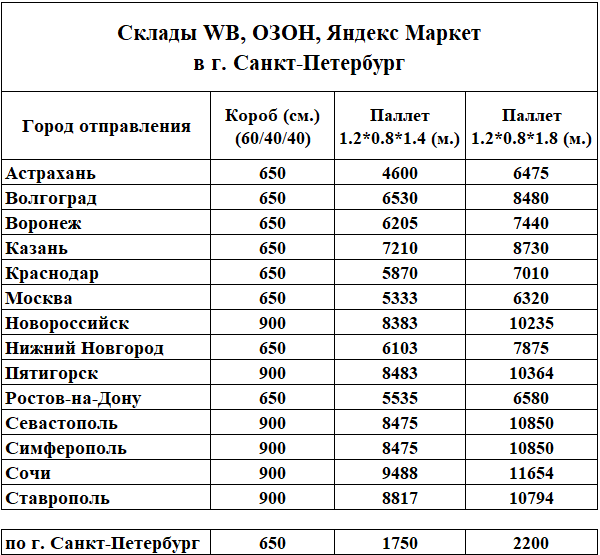 Склады WB, ОЗОН, Яндекс Маркет
в г. Санкт-Петербург
Город отправления Короб (см.) (60/40/40) Паллет 1.2*0.8*1.4 (м.) Паллет 1.2*0.8*1.8 (м.)
Астрахань 650 4600 6475
Волгоград 650 6530 8480
Воронеж 650 6205 7440
Казань 650 7210 8730
Краснодар 650 5870 7010
Москва 650 5333 6320
Новороссийск 900 8383 10235
Нижний Новгород 650 6103 7875
Пятигорск 900 8483 10364
Ростов-на-Дону 650 5535 6580
Севастополь 900 8475 10850
Симферополь 900 8475 10850
Сочи 900 9488 11654
Ставрополь 900 8817 10794
по г. Санкт-Петербург 650 1750 2200